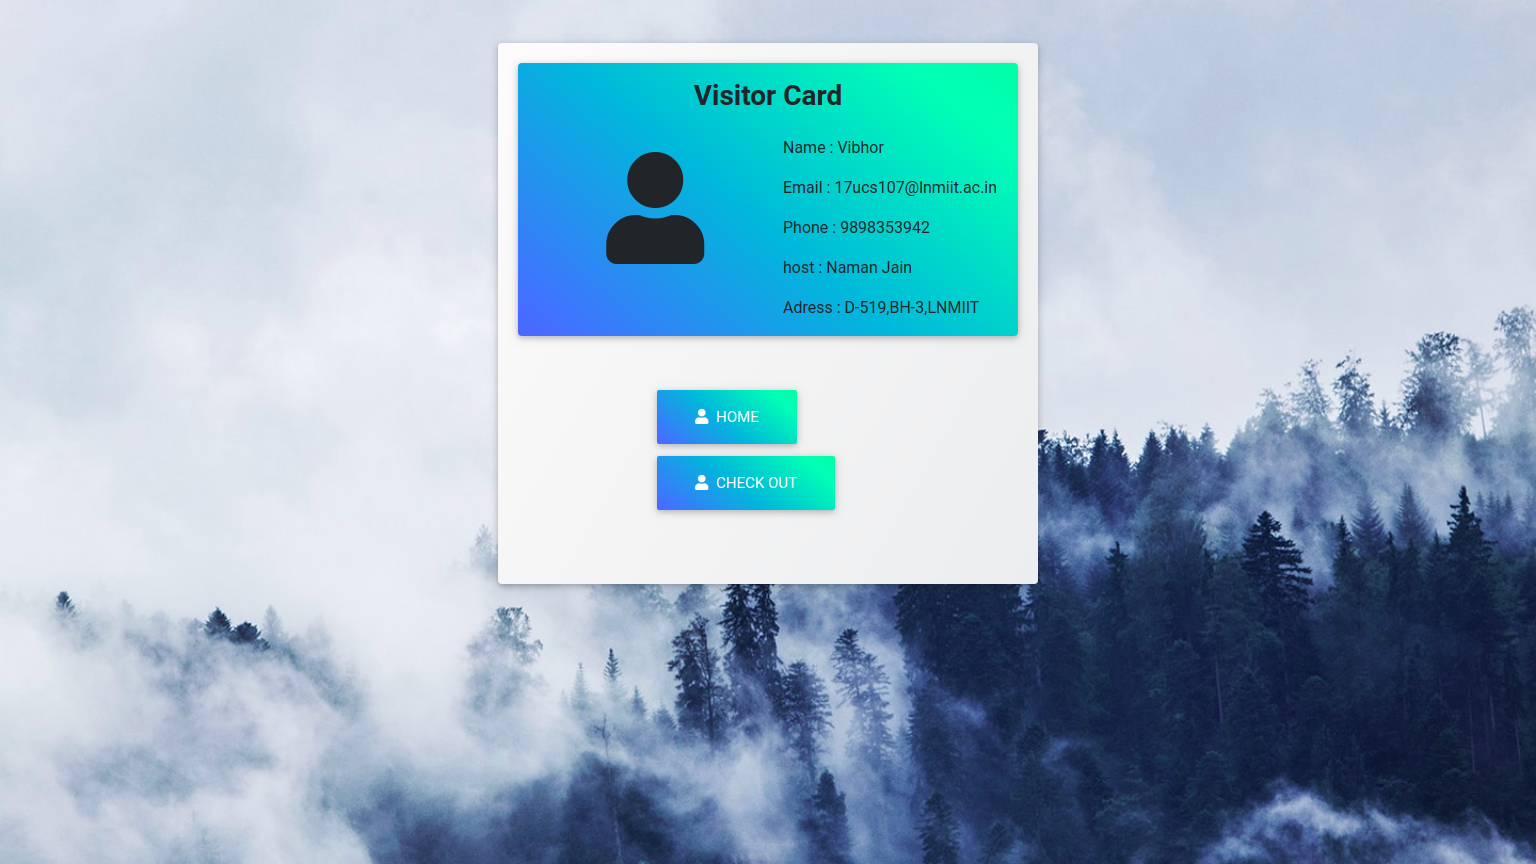 Visitor Card
Name : Vibhor
Email : 17ucs107@lnmiit.ac.in
Phone : 9898353942
host : Naman Jain
Adress : D-519,BH-3,LNMIIT
HOME
CHECK OUT